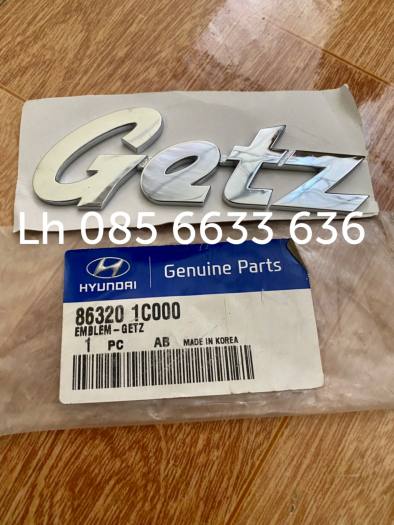 Getz
Lh 085 6633 636
HYUNDAI
Genuine Parts
86320 1C000
EMBLEM-GETZ
1 PC AB MADE IN KOREA